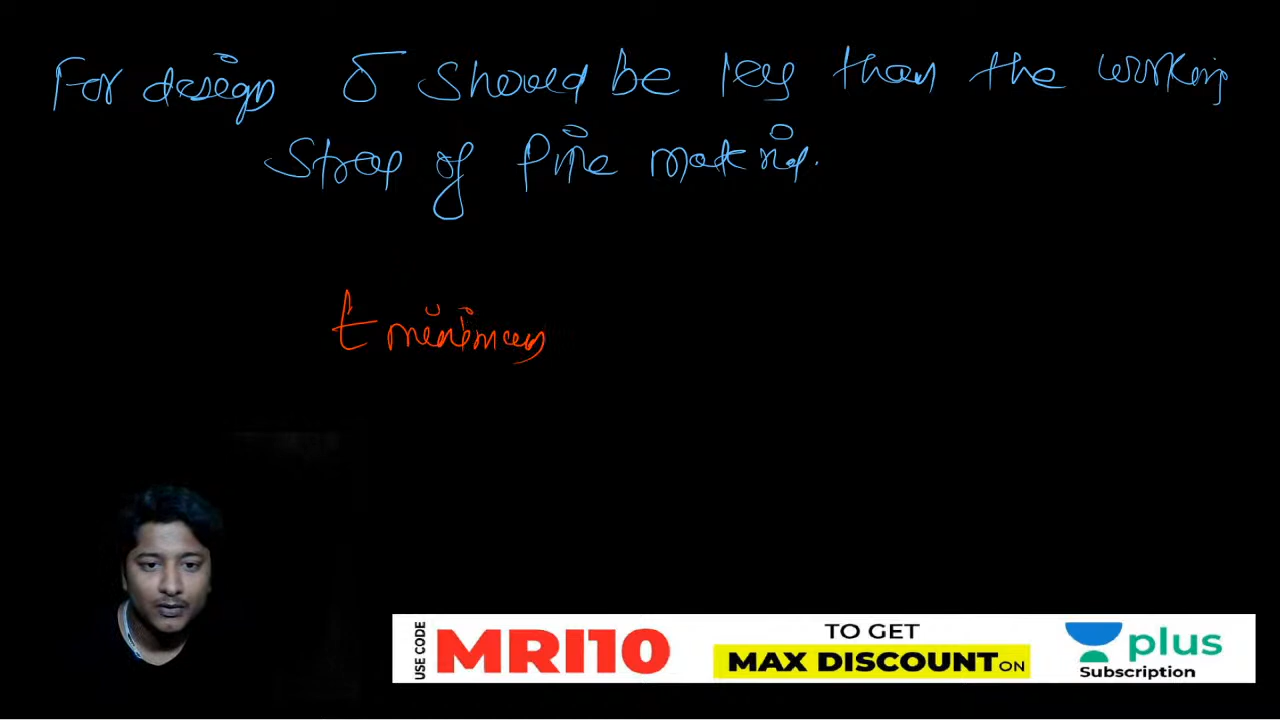 For design σ should be less than the working
stress of pipe material.
t minimum
USE CODE
MRI10
TO GET
MAX DISCOUNT ON
plus
Subscription